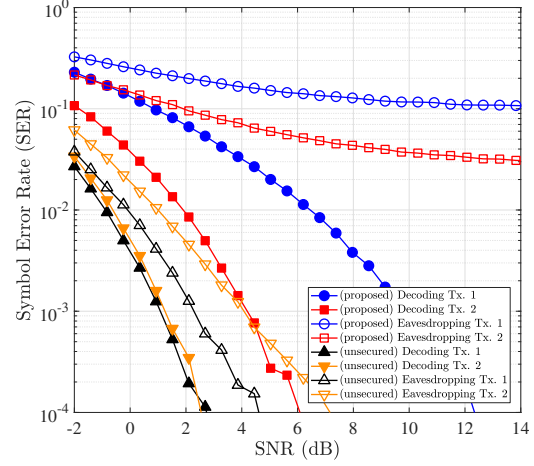 10^0
10^-1
10^-2
10^-3
10^-4
Symbol Error Rate (SER)
(proposed) Decoding Tx. 1
(proposed) Decoding Tx. 2
(proposed) Eavesdropping Tx. 1
(proposed) Eavesdropping Tx. 2
(unsecured) Decoding Tx. 1
(unsecured) Decoding Tx. 2
(unsecured) Eavesdropping Tx. 1
(unsecured) Eavesdropping Tx. 2
-2 0 2 4 6 8 10 12 14
SNR (dB)